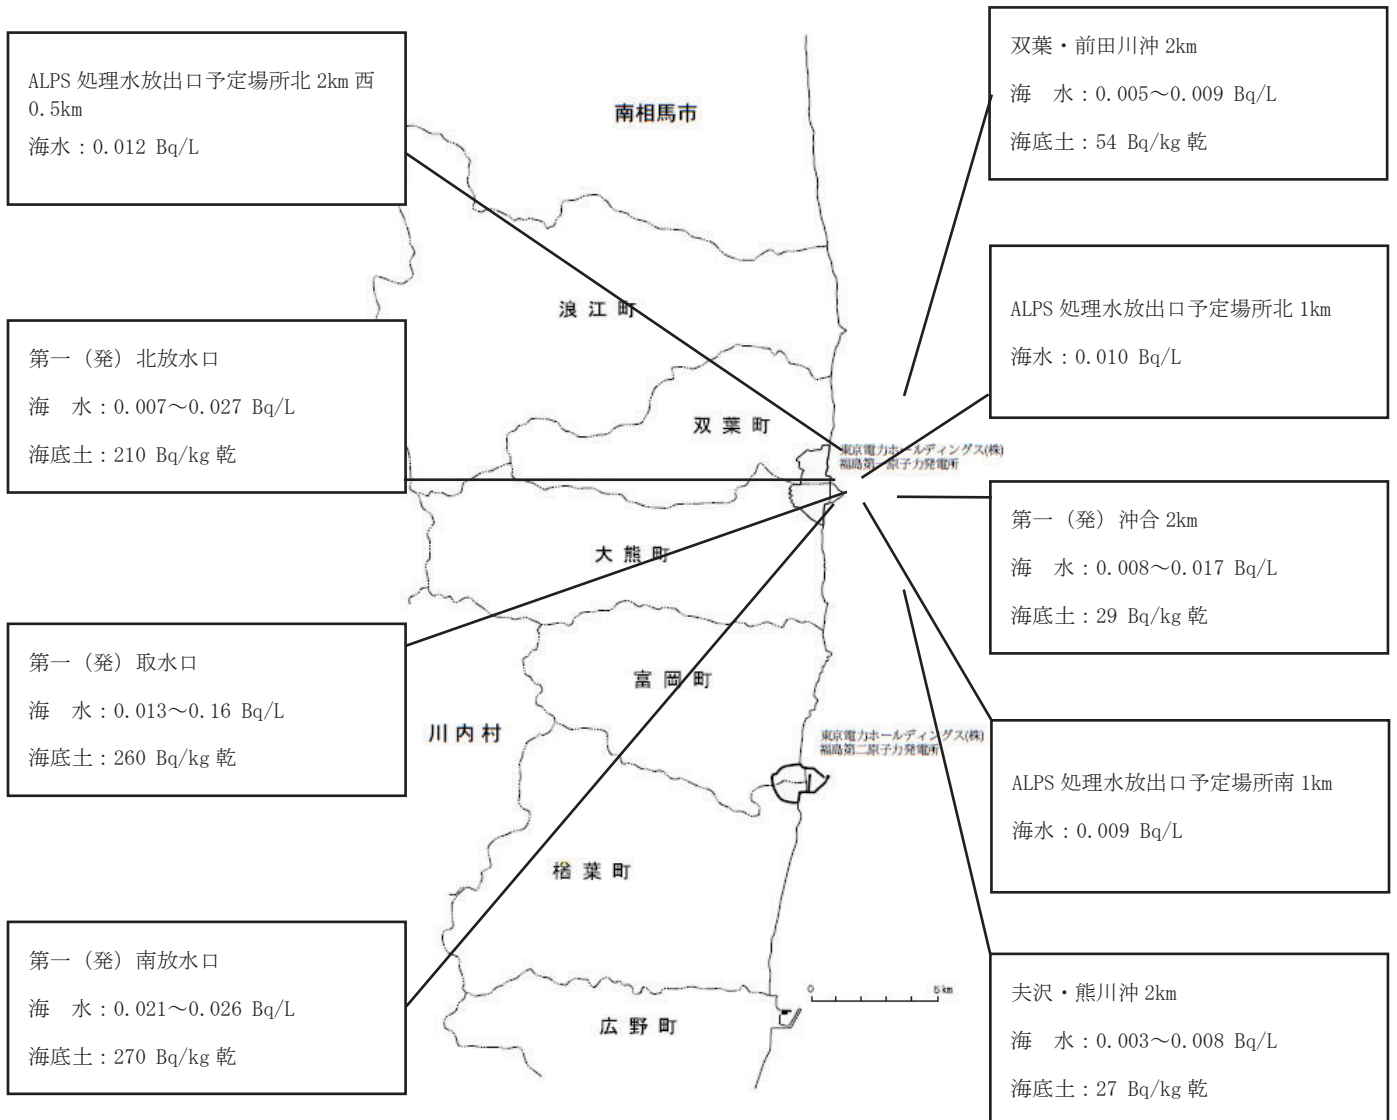 ALPS 処理水放出口予定場所北 2km 西
0.5km
海水：0.012 Bq/L
第一（発）北放水口
海　水：0.007～0.027 Bq/L
海底土：210 Bq/kg 乾
第一（発）取水口
海　水：0.013～0.16 Bq/L
海底土：260 Bq/kg 乾
第一（発）南放水口
海　水：0.021～0.026 Bq/L
海底土：270 Bq/kg 乾
南相馬市
浪江町
双葉町
東京電力ホールディングス(株)
福島第一原子力発電所
大熊町
富岡町
川内村
東京電力ホールディングス(株)
福島第二原子力発電所
楢葉町
広野町
0 5km
双葉・前田川沖 2km
海　水：0.005～0.009 Bq/L
海底土：54 Bq/kg 乾
ALPS 処理水放出口予定場所北 1km
海水：0.010 Bq/L
第一（発）沖合 2km
海　水：0.008～0.017 Bq/L
海底土：29 Bq/kg 乾
ALPS 処理水放出口予定場所南 1km
海水：0.009 Bq/L
夫沢・熊川沖 2km
海　水：0.003～0.008 Bq/L
海底土：27 Bq/kg 乾